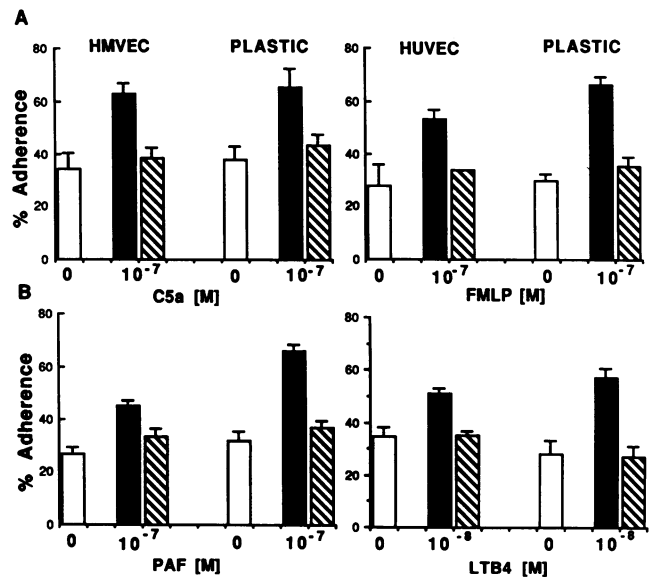 A
HMVEC PLASTIC HUVEC PLASTIC
% Adherence
80
60
40
20
0
80
60
40
20
0
0 10⁻⁷ 0 10⁻⁷ 0 10⁻⁷ 0 10⁻⁷
C5a [M] FMLP [M]
B
% Adherence
80
60
40
20
0
80
60
40
20
0
0 10⁻⁷ 0 10⁻⁷ 0 10⁻⁸ 0 10⁻⁸
PAF [M] LTB4 [M]